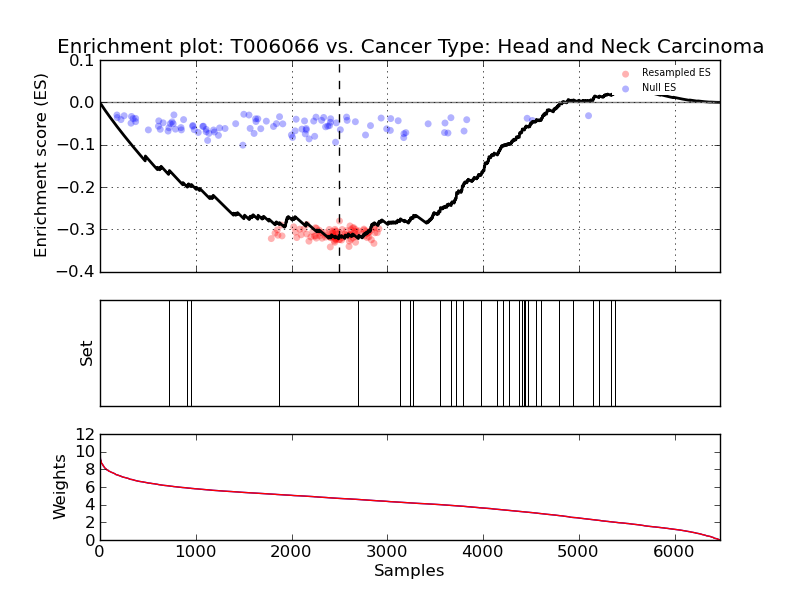 Enrichment plot: T006066 vs. Cancer Type: Head and Neck Carcinoma
Enrichment score (ES)
0.1
0.0
−0.1
−0.2
−0.3
−0.4
Resampled ES
Null ES
Set
Weights
12
10
8
6
4
2
0
0 1000 2000 3000 4000 5000 6000
Samples